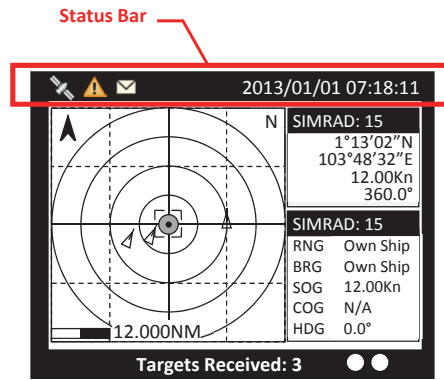 Status Bar
2013/01/01 07:18:11
N
SIMRAD: 15
1°13’02”N
103°48’32”E
12.00Kn
360.0°
SIMRAD: 15
RNG Own Ship
BRG Own Ship
SOG 12.00Kn
COG N/A
HDG 0.0°
12.000NM
Targets Received: 3